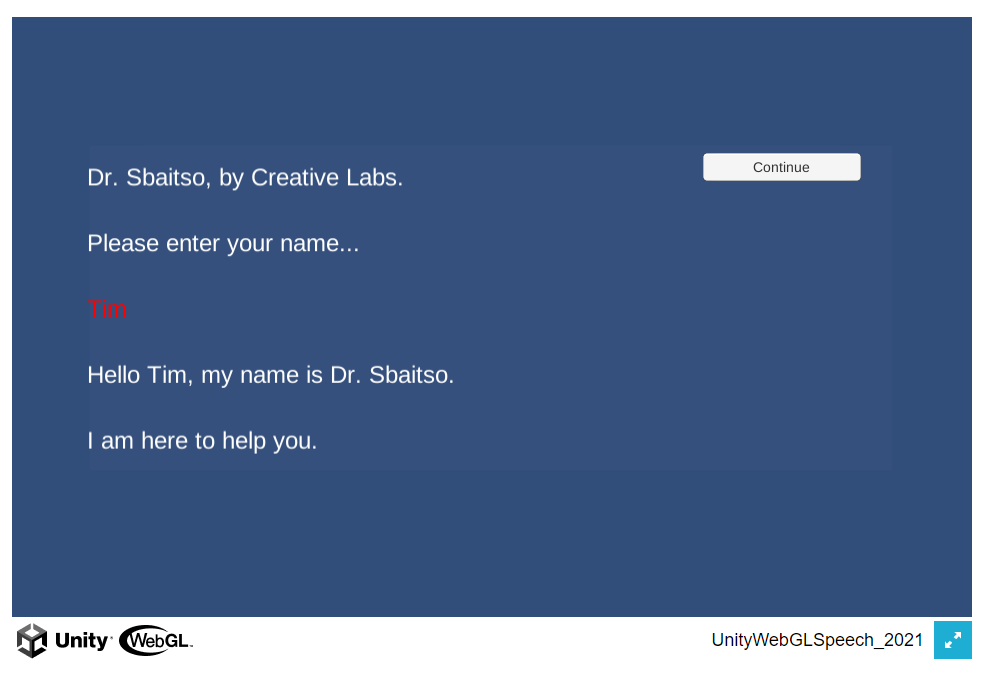 Dr. Sbaitso, by Creative Labs.
Continue
Please enter your name...
Tim
Hello Tim, my name is Dr. Sbaitso.
I am here to help you.
Unity WebGL
UnityWebGLSpeech_2021